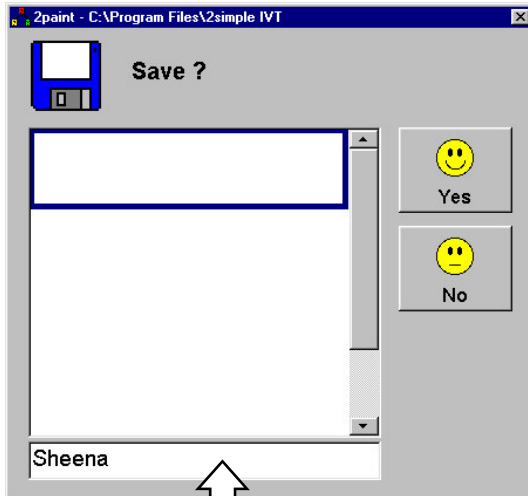 2paint - C:\Program Files\2simple IVT
Save ?
Yes
No
Sheena